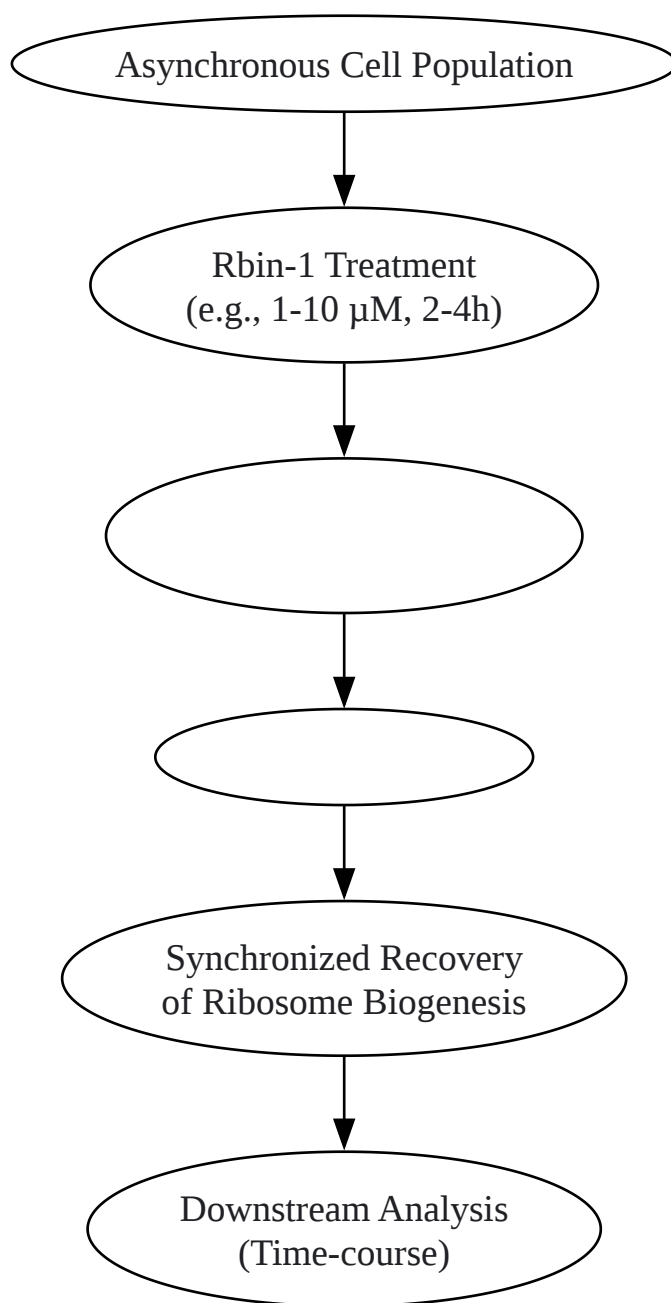 Asynchronous Cell Population
Rbin-1 Treatment
(e.g., 1-10 µM, 2-4h)
Synchronized Recovery
of Ribosome Biogenesis
Downstream Analysis
(Time-course)